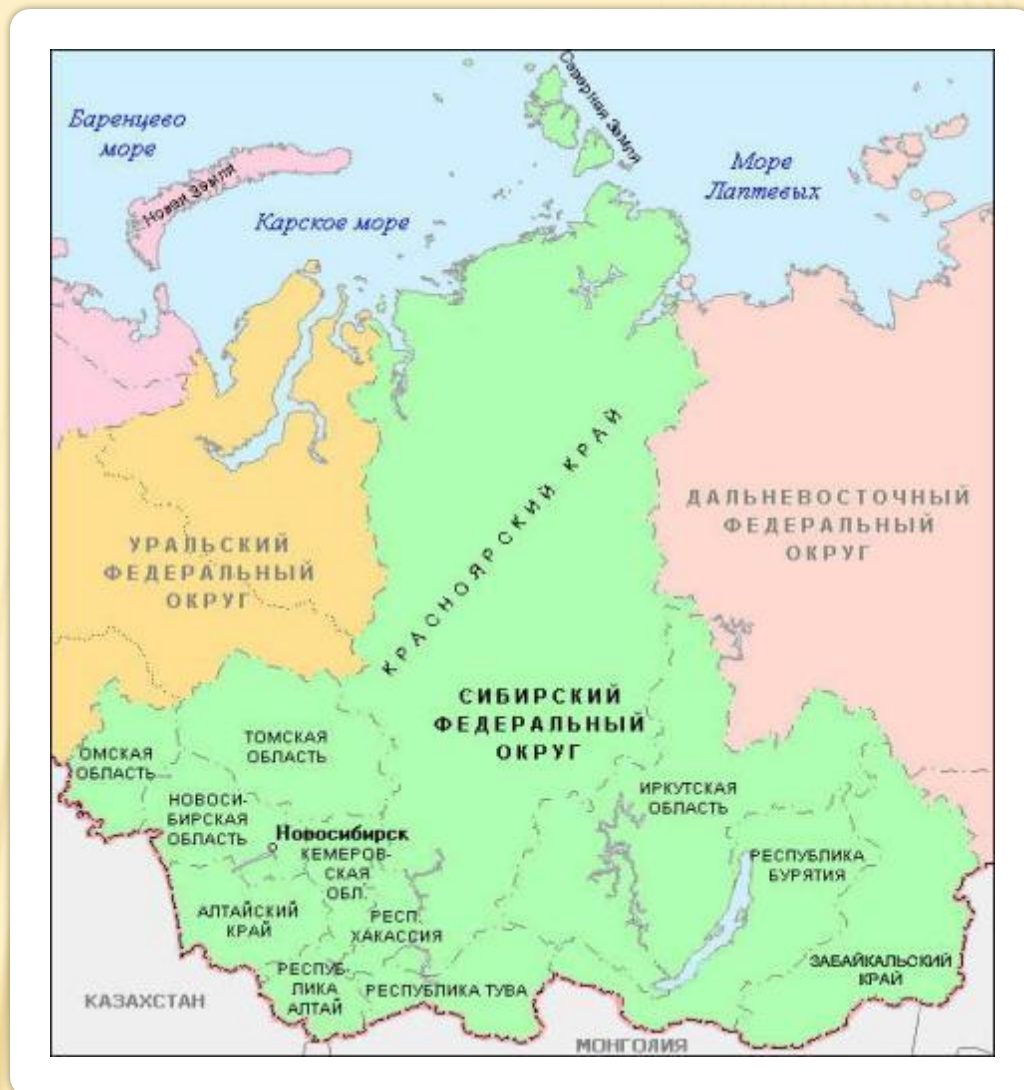 Северная Земля
Баренцево
море
Новая Земля
Карское море
Море
Лаптевых
КРАСНОЯРСКИЙ КРАЙ
УРАЛЬСКИЙ
ФЕДЕРАЛЬНЫЙ
ОКРУГ
ДАЛЬНЕВОСТОЧНЫЙ
ФЕДЕРАЛЬНЫЙ
ОКРУГ
СИБИРСКИЙ
ФЕДЕРАЛЬНЫЙ
ОКРУГ
ОМСКАЯ
ОБЛАСТЬ
ТОМСКАЯ
ОБЛАСТЬ
НОВОСИ-
БИРСКАЯ
ОБЛАСТЬ
Новосибирск
КЕМЕРОВ-
СКАЯ
ОБЛ.
ИРКУТСКАЯ
ОБЛАСТЬ
РЕСПУБЛИКА
БУРЯТИЯ
АЛТАЙСКИЙ
КРАЙ
РЕСП.
ХАКАССИЯ
РЕСПУБ-
ЛИКА
АЛТАЙ
РЕСПУБЛИКА ТУВА
ЗАБАЙКАЛЬСКИЙ
КРАЙ
КАЗАХСТАН
МОНГОЛИЯ